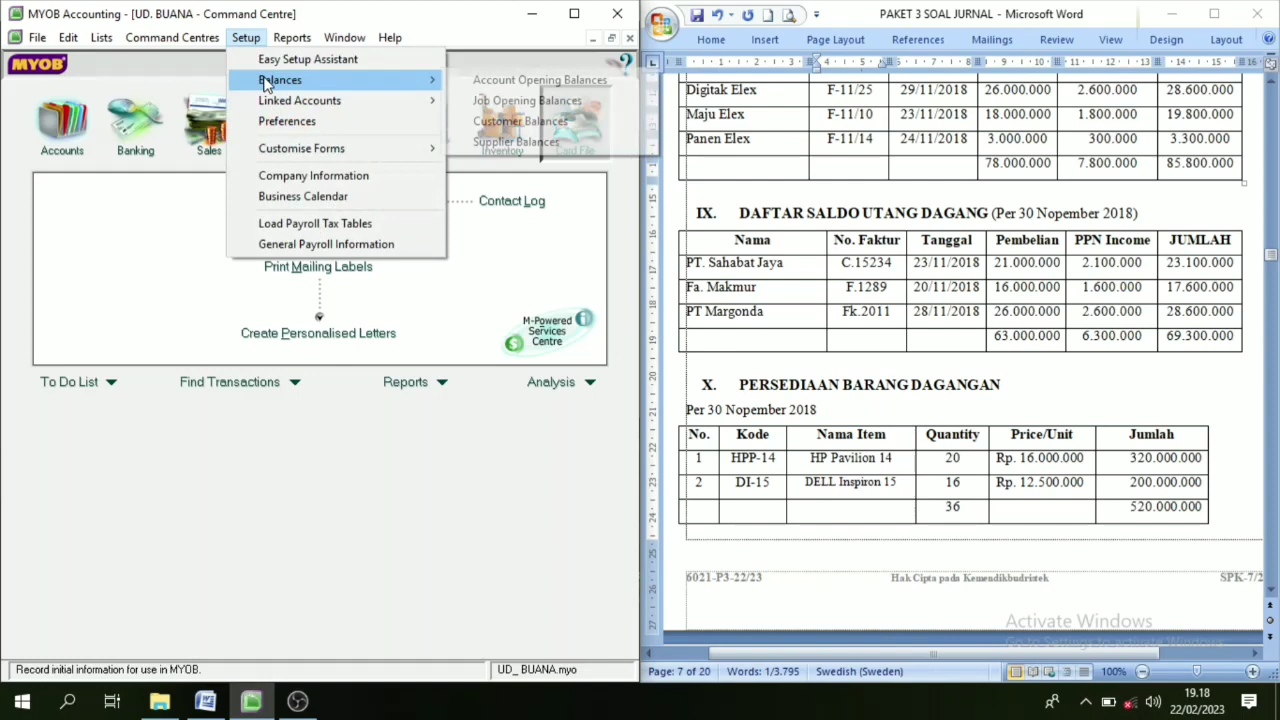 MYOB Accounting - [UD. BUANA - Command Centre]
File Edit Lists Command Centres Setup Reports Window Help
MYOB
Easy Setup Assistant
Balances
Linked Accounts
Preferences
Customise Forms
Company Information
Business Calendar
Load Payroll Tax Tables
General Payroll Information
Account Opening Balances
Job Opening Balances
Customer Balances
Supplier Balances
Accounts Banking Sales Inventory Card File
Contact Log
Print Mailing Labels
Create Personalised Letters
M-Powered
Services
Centre
To Do List Find Transactions Reports Analysis
Record initial information for use in MYOB. UD_ BUANA.myo
PAKET 3 SOAL JURNAL - Microsoft Word
Home Insert Page Layout References Mailings Review View Design Layout
Digitak Elex F-11/25 29/11/2018 26.000.000 2.600.000 28.600.000
Maju Elex F-11/10 23/11/2018 18.000.000 1.800.000 19.800.000
Panen Elex F-11/14 24/11/2018 3.000.000 300.000 3.300.000
78.000.000 7.800.000 85.800.000
IX. DAFTAR SALDO UTANG DAGANG (Per 30 Nopember 2018)
Nama No. Faktur Tanggal Pembelian PPN Income JUMLAH
PT. Sahabat Jaya C.15234 23/11/2018 21.000.000 2.100.000 23.100.000
Fa. Makmur F.1289 20/11/2018 16.000.000 1.600.000 17.600.000
PT Margonda Fk.2011 28/11/2018 26.000.000 2.600.000 28.600.000
63.000.000 6.300.000 69.300.000
X. PERSEDIAAN BARANG DAGANGAN
Per 30 Nopember 2018
No. Kode Nama Item Quantity Price/Unit Jumlah
1 HPP-14 HP Pavilion 14 20 Rp. 16.000.000 320.000.000
2 DI-15 DELL Inspiron 15 16 Rp. 12.500.000 200.000.000
36 520.000.000
6021-P3-22/23 Hak Cipta pada Kemendikbudristek SPK-7/2
Activate Windows
Go to Settings to activate Windows.
Page: 7 of 20 Words: 1/3.795 Swedish (Sweden) 100%
19.18
22/02/2023